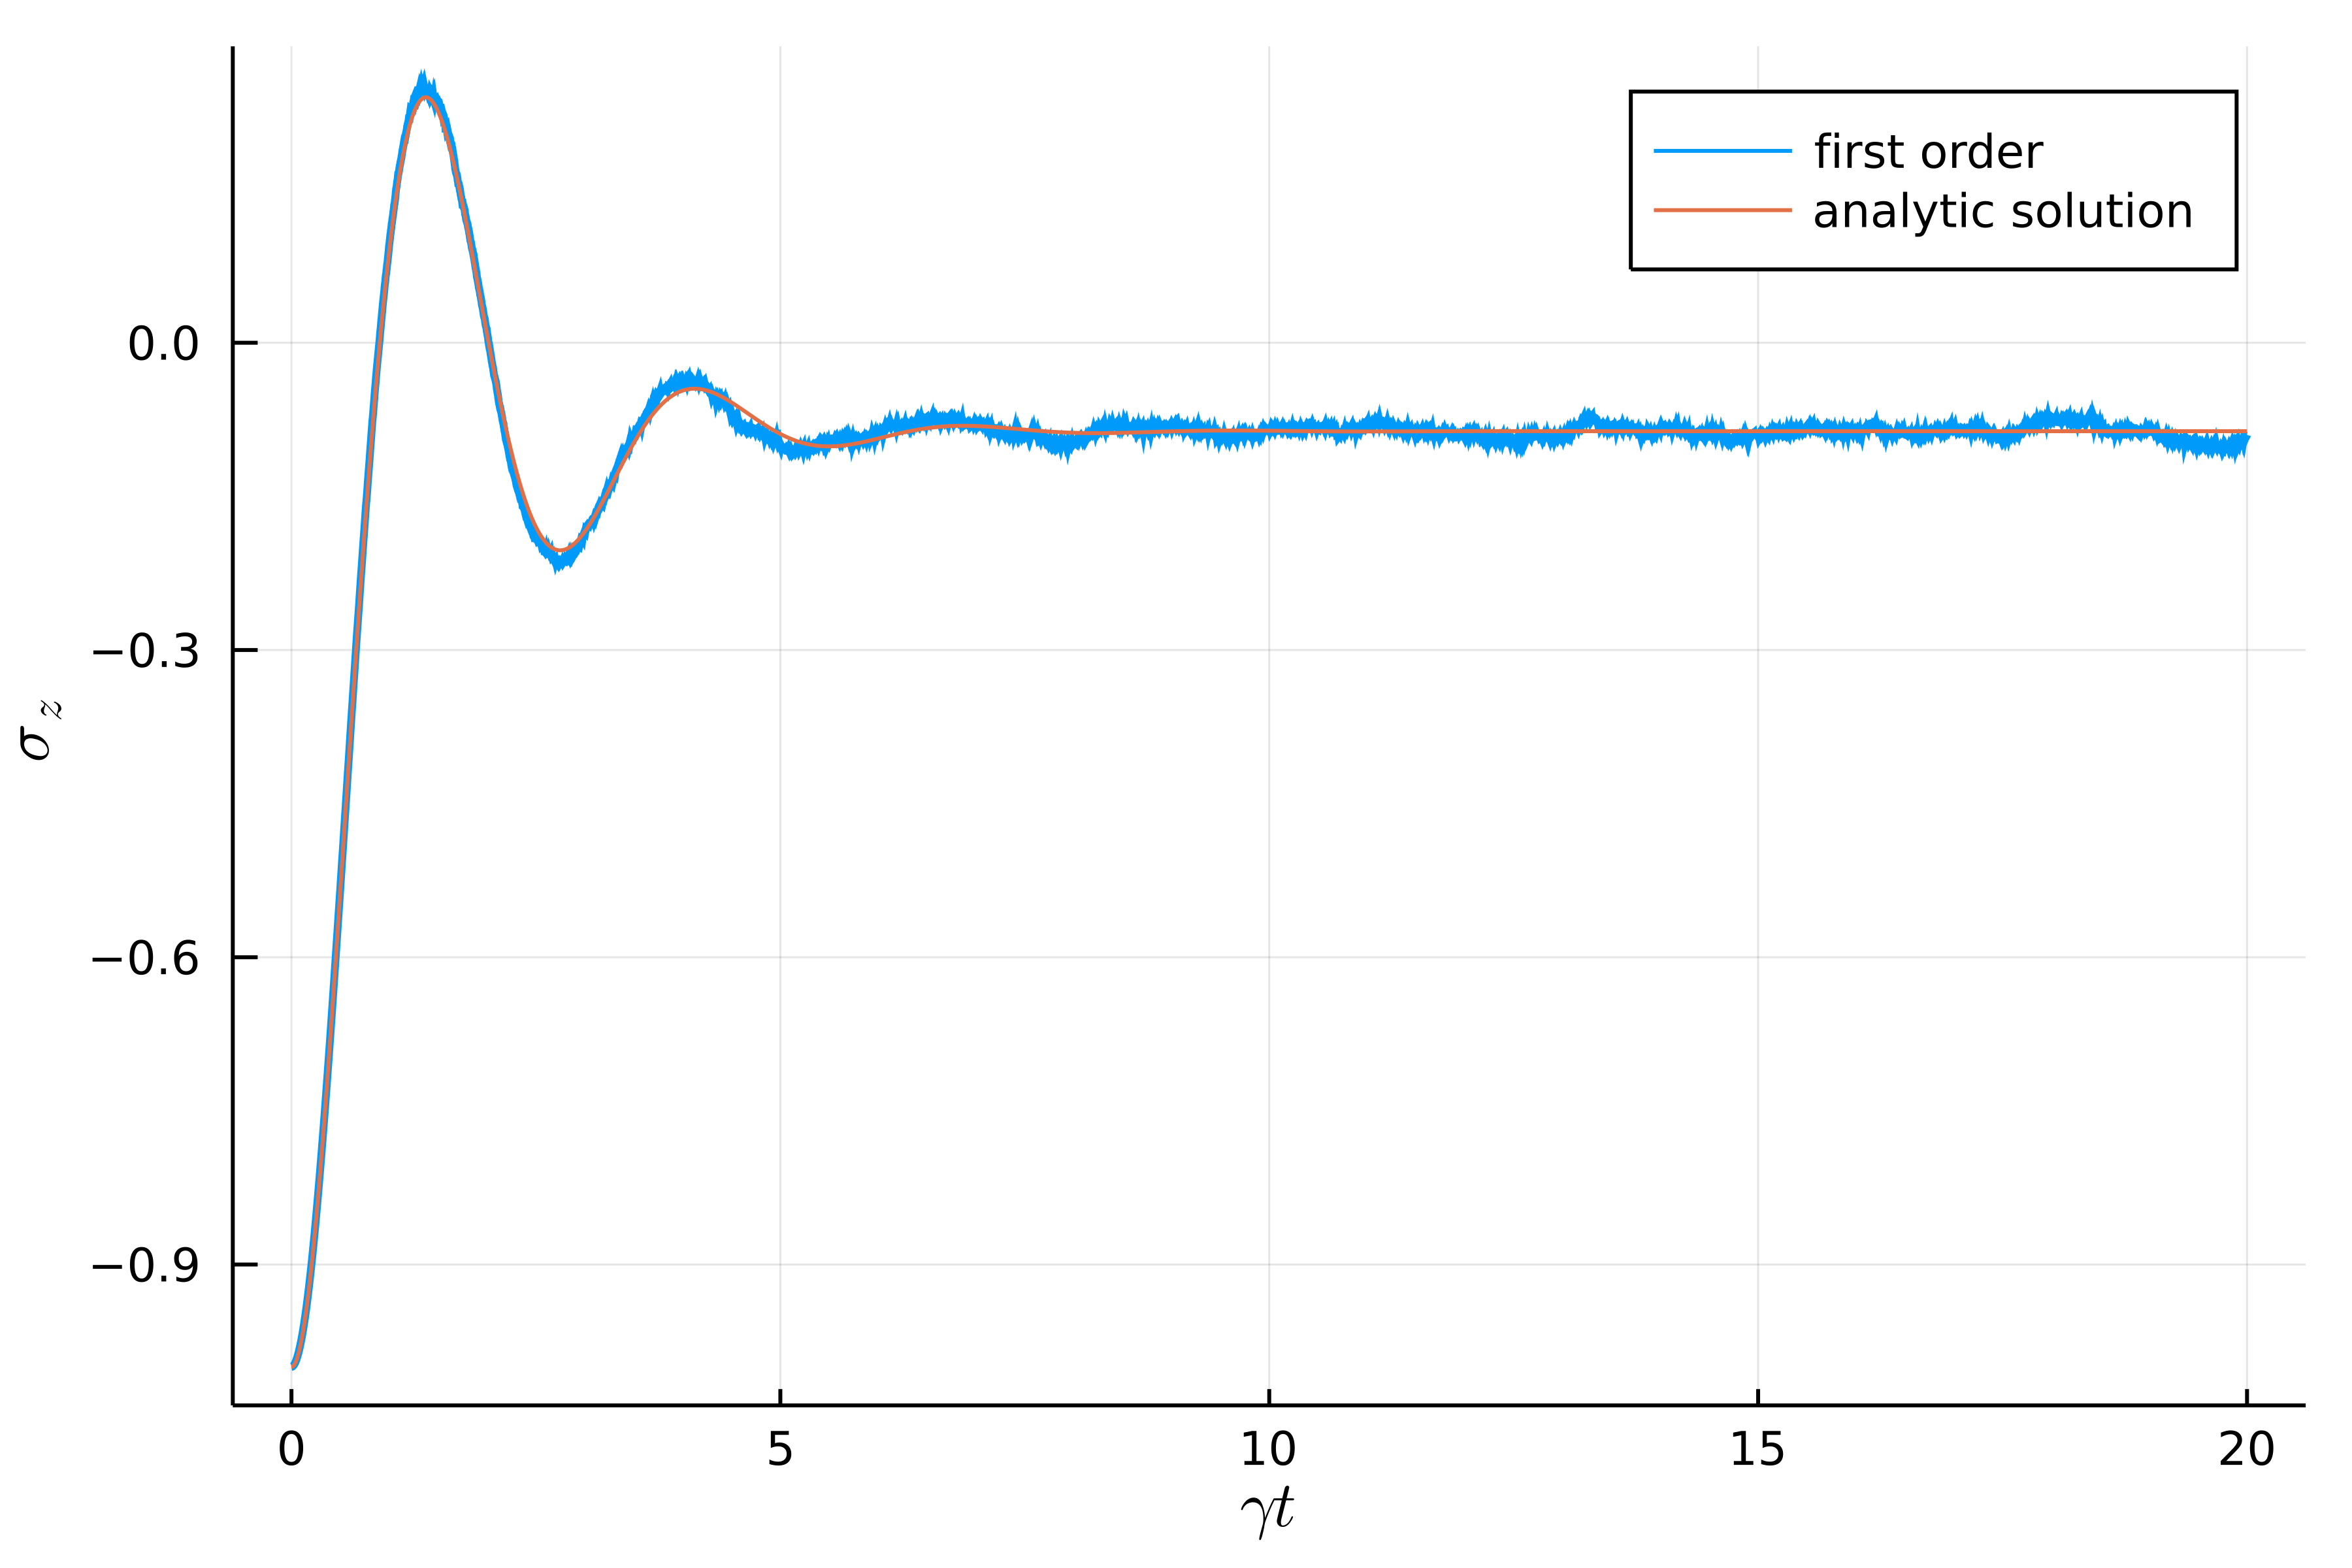 first order
analytic solution
0.0
−0.3
−0.6
−0.9
σz
0 5 10 15 20
γt